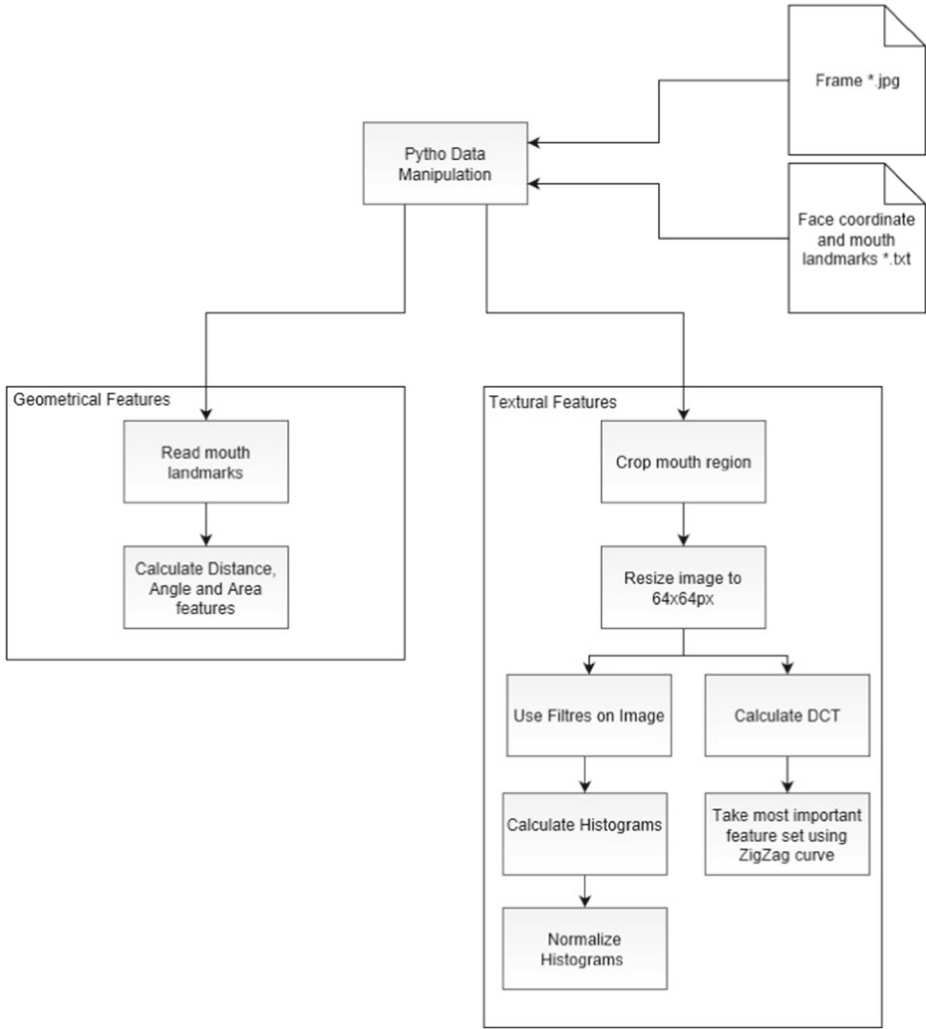 Frame *.jpg
Pytho Data
Manipulation
Face coordinate
and mouth
landmarks *.txt
Geometrical Features
Read mouth
landmarks
Calculate Distance,
Angle and Area
features
Textural Features
Crop mouth region
Resize image to
64x64px
Use Filtres on Image
Calculate DCT
Calculate Histograms
Take most important
feature set using
ZigZag curve
Normalize
Histograms